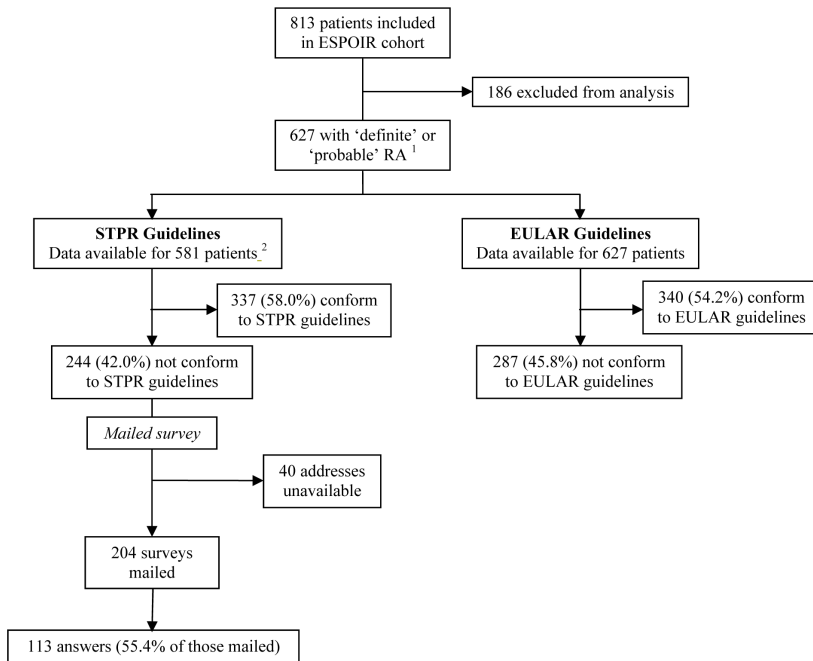 813 patients included
in ESPOIR cohort
186 excluded from analysis
627 with ‘definite’ or
‘probable’ RA 1
STPR Guidelines
Data available for 581 patients 2
EULAR Guidelines
Data available for 627 patients
337 (58.0%) conform
to STPR guidelines
340 (54.2%) conform
to EULAR guidelines
244 (42.0%) not conform
to STPR guidelines
287 (45.8%) not conform
to EULAR guidelines
Mailed survey
40 addresses
unavailable
204 surveys
mailed
113 answers (55.4% of those mailed)